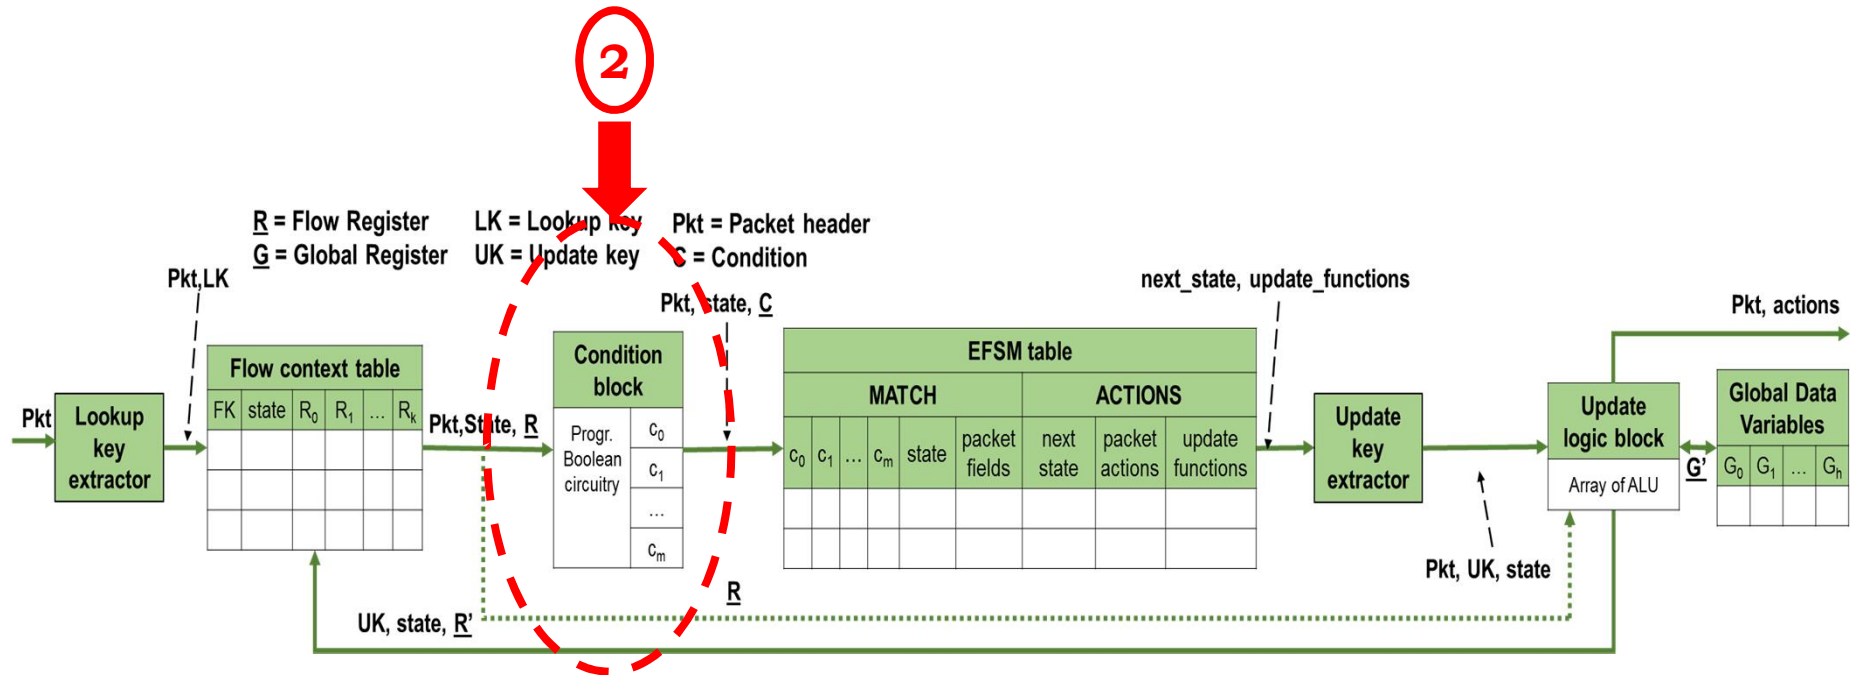 2
R = Flow Register LK = Lookup key Pkt = Packet header
G = Global Register UK = Update key C = Condition
Pkt,LK
Pkt, state, C
next_state, update_functions
Pkt, actions
Pkt
Lookup
key
extractor
Flow context table
FK state R0 R1 ... Rk
Pkt,State, R
Condition
block
Progr.
Boolean
circuitry
c0
c1
...
cm
EFSM table
MATCH ACTIONS
c0 c1 ... cm state packet fields next state packet actions update functions
Update
key
extractor
Update
logic block
Array of ALU
G'
Global Data
Variables
G0 G1 ... Gh
Pkt, UK, state
R
UK, state, R'